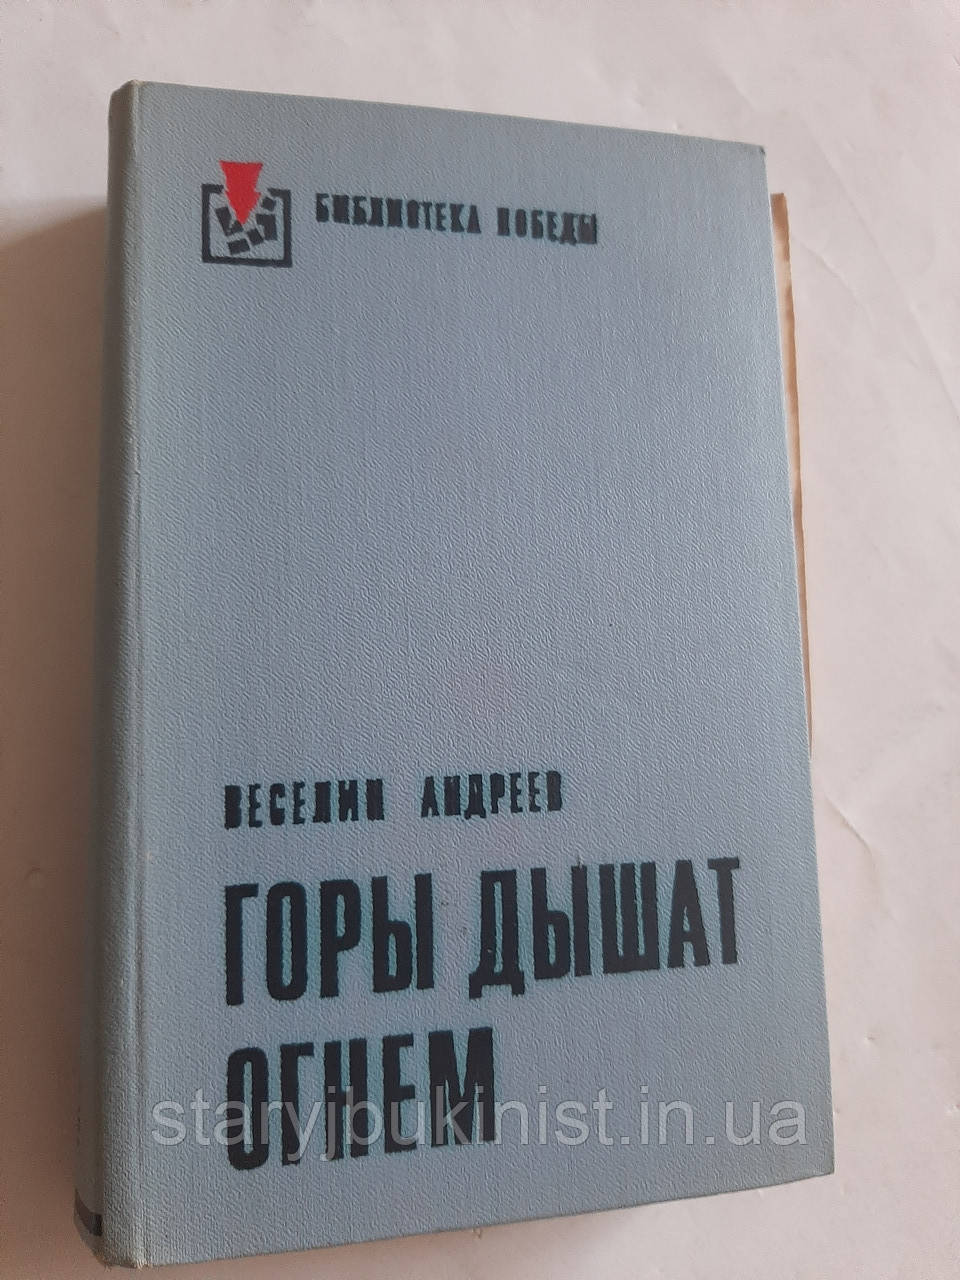 БИБЛИОТЕКА ПОБЕДЫ
ВЕСЕЛИН АНДРЕЕВ
ГОРЫ ДЫШАТ
ОГНЕМ
staryjbukinist.in.ua